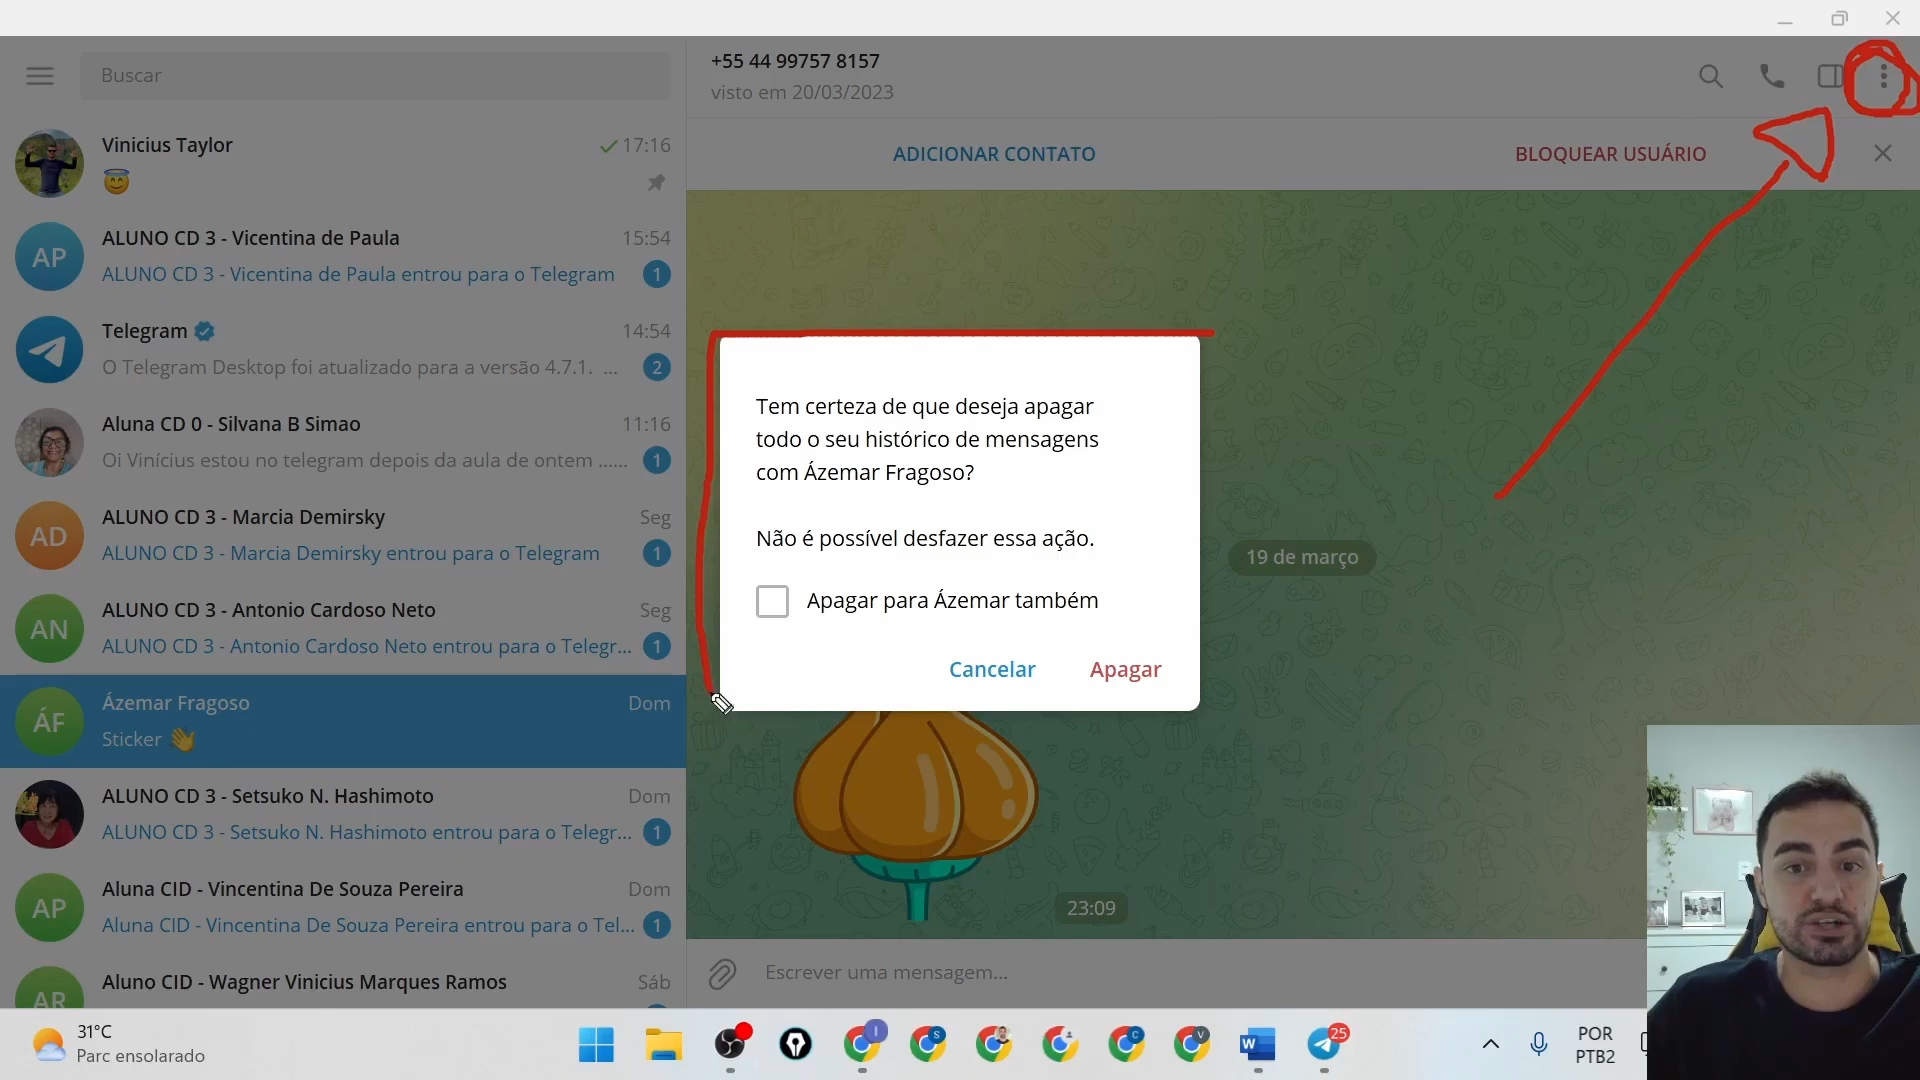 Buscar
+55 44 99757 8157
visto em 20/03/2023
ADICIONAR CONTATO
BLOQUEAR USUÁRIO
Vinicius Taylor
17:16
AP
ALUNO CD 3 - Vicentina de Paula
15:54
ALUNO CD 3 - Vicentina de Paula entrou para o Telegram
1
Telegram
14:54
O Telegram Desktop foi atualizado para a versão 4.7.1. ...
2
Aluna CD 0 - Silvana B Simao
11:16
Oi Vinícius estou no telegram depois da aula de ontem ......
1
AD
ALUNO CD 3 - Marcia Demirsky
Seg
ALUNO CD 3 - Marcia Demirsky entrou para o Telegram
1
AN
ALUNO CD 3 - Antonio Cardoso Neto
Seg
ALUNO CD 3 - Antonio Cardoso Neto entrou para o Telegr...
1
ÁF
Ázemar Fragoso
Dom
Sticker
ALUNO CD 3 - Setsuko N. Hashimoto
Dom
ALUNO CD 3 - Setsuko N. Hashimoto entrou para o Telegr...
1
AP
Aluna CID - Vincentina De Souza Pereira
Dom
Aluna CID - Vincentina De Souza Pereira entrou para o Tel...
1
AR
Aluno CID - Wagner Vinicius Marques Ramos
Sáb
Tem certeza de que deseja apagar
todo o seu histórico de mensagens
com Ázemar Fragoso?
Não é possível desfazer essa ação.
Apagar para Ázemar também
Cancelar
Apagar
19 de março
23:09
Escrever uma mensagem...
31°C
Parc ensolarado
I
S
C
V
W
25
POR
PTB2